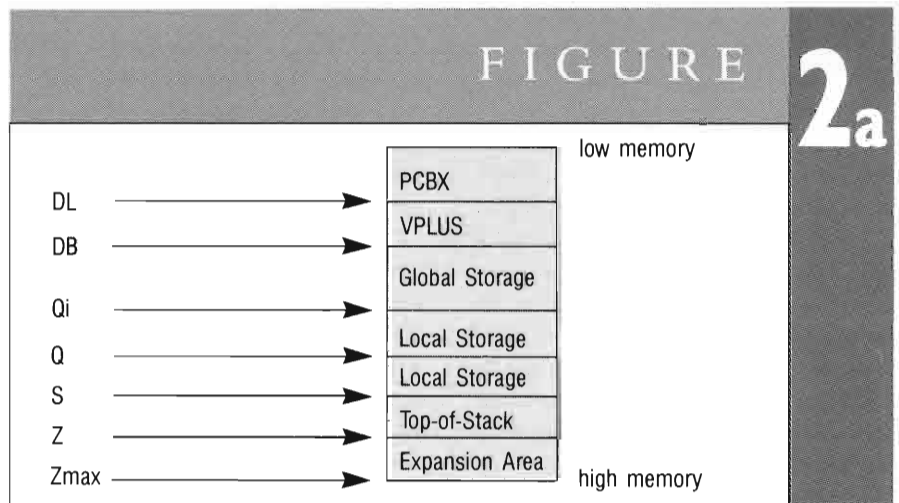 FIGURE 2a
low memory
PCBX
DL
VPLUS
DB
Global Storage
Qi
Local Storage
Q
Local Storage
S
Top-of-Stack
Z
Expansion Area
Zmax
high memory